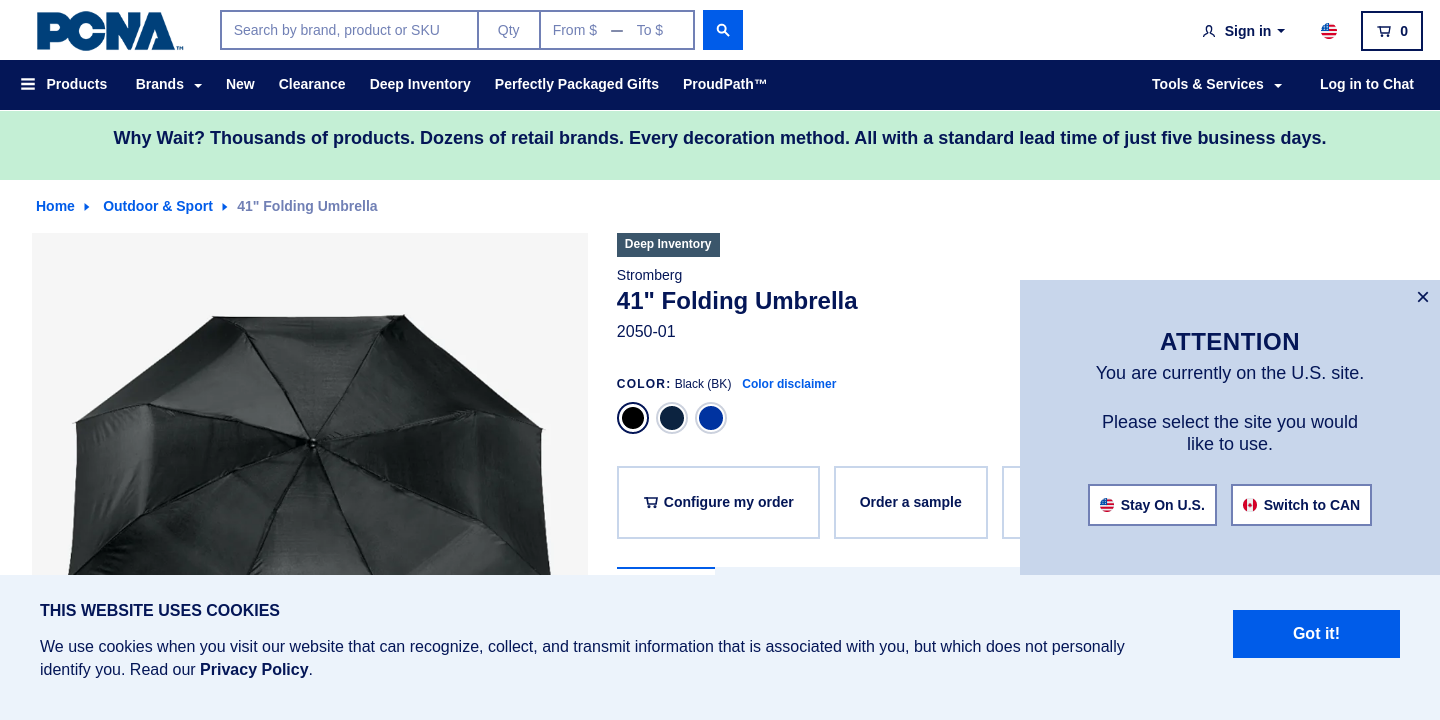 PCNA™
Search by brand, product or SKU
Qty
From $ — To $
Sign in
0
Products
Brands
New
Clearance
Deep Inventory
Perfectly Packaged Gifts
ProudPath™
Tools & Services
Log in to Chat
Why Wait? Thousands of products. Dozens of retail brands. Every decoration method. All with a standard lead time of just five business days.
Home
Outdoor & Sport
41" Folding Umbrella
Deep Inventory
Stromberg
41" Folding Umbrella
2050-01
COLOR: Black (BK) Color disclaimer
Configure my order
Order a sample
×
ATTENTION
You are currently on the U.S. site.
Please select the site you would
like to use.
Stay On U.S.
Switch to CAN
THIS WEBSITE USES COOKIES
We use cookies when you visit our website that can recognize, collect, and transmit information that is associated with you, but which does not personally
identify you. Read our Privacy Policy.
Got it!